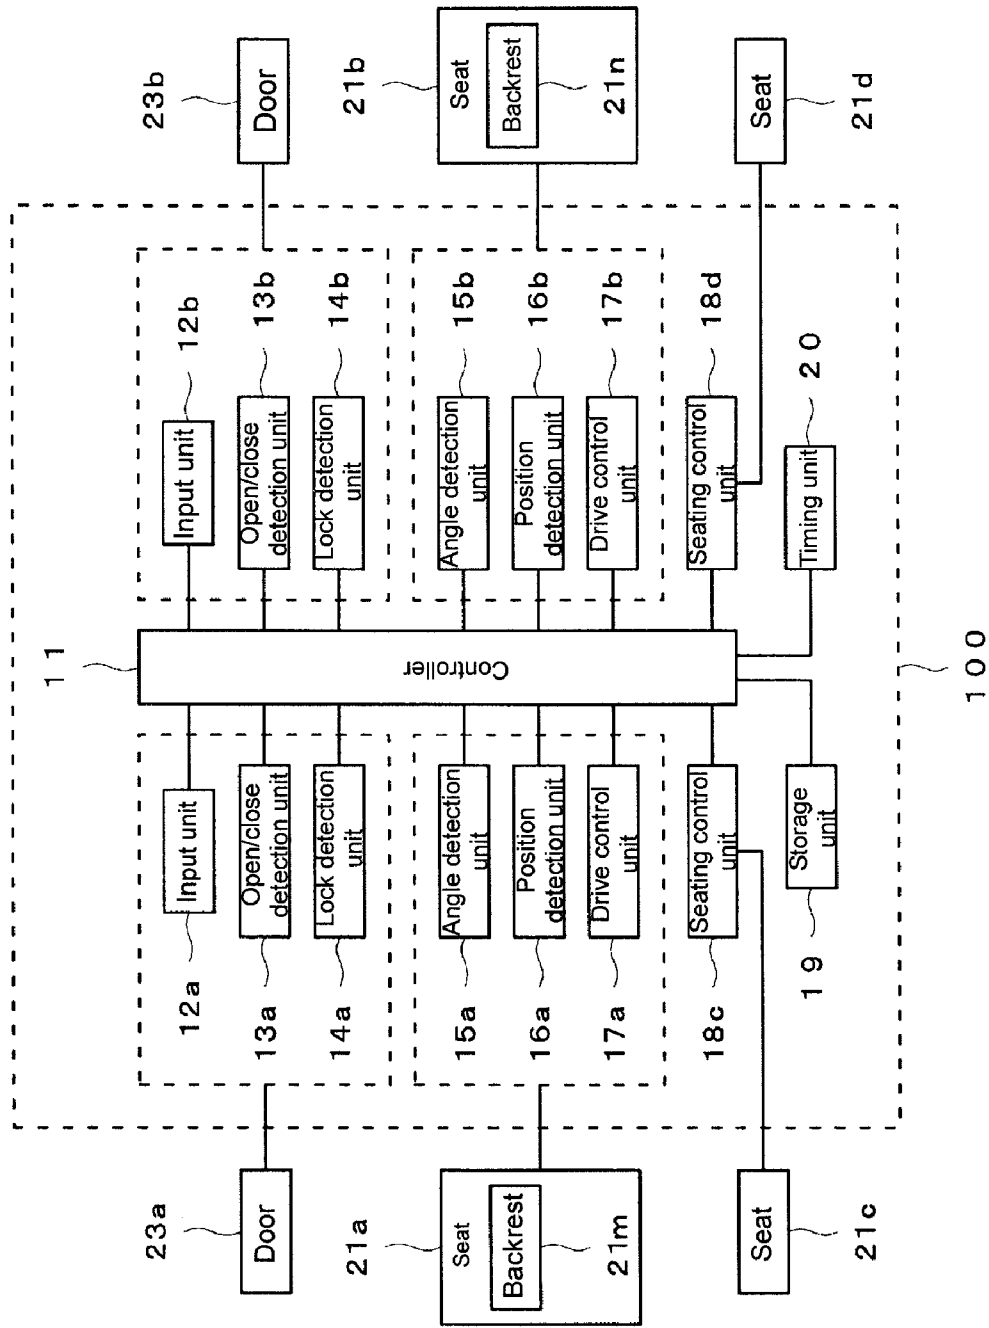 23b
Door
21b
Seat
Backrest
21n
Seat
21d
12b
Input unit
13b
Open/close
detection unit
14b
Lock detection
unit
15b
Angle detection
unit
16b
Position
detection unit
17b
Drive control
unit
18d
Seating control
unit
20
Timing unit
11
Controller
100
12a
Input unit
13a
Open/close
detection unit
14a
Lock detection
unit
15a
Angle detection
unit
16a
Position
detection unit
17a
Drive control
unit
18c
Seating control
unit
19
Storage
unit
23a
Door
21a
Seat
Backrest
21m
Seat
21c